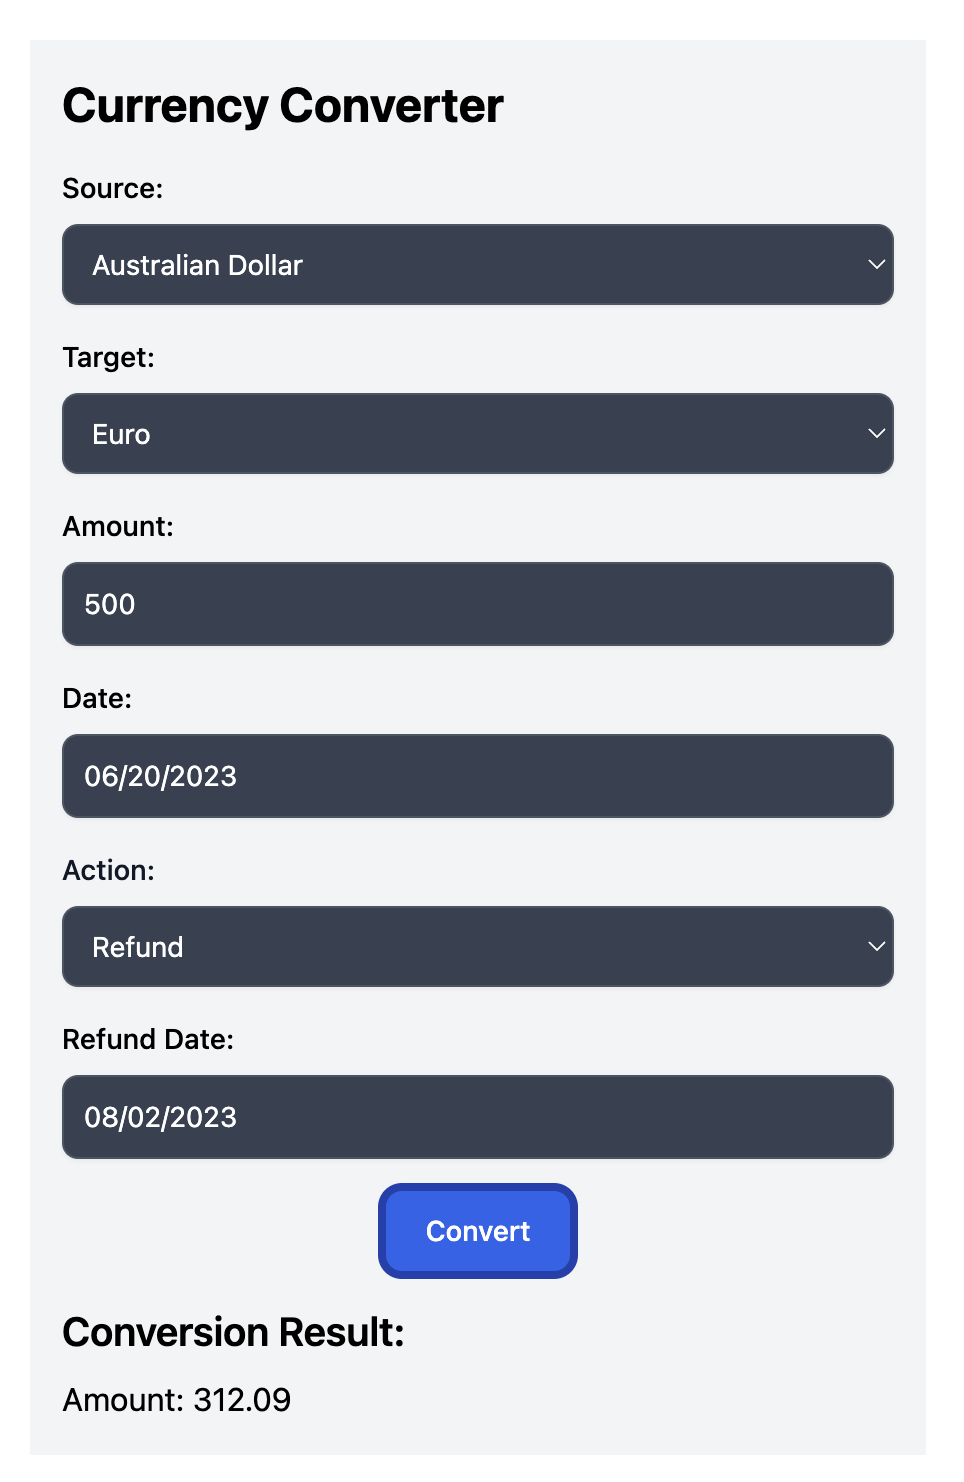 Currency Converter
Source:
Australian Dollar
Target:
Euro
Amount:
500
Date:
06/20/2023
Action:
Refund
Refund Date:
08/02/2023
Convert
Conversion Result:
Amount: 312.09